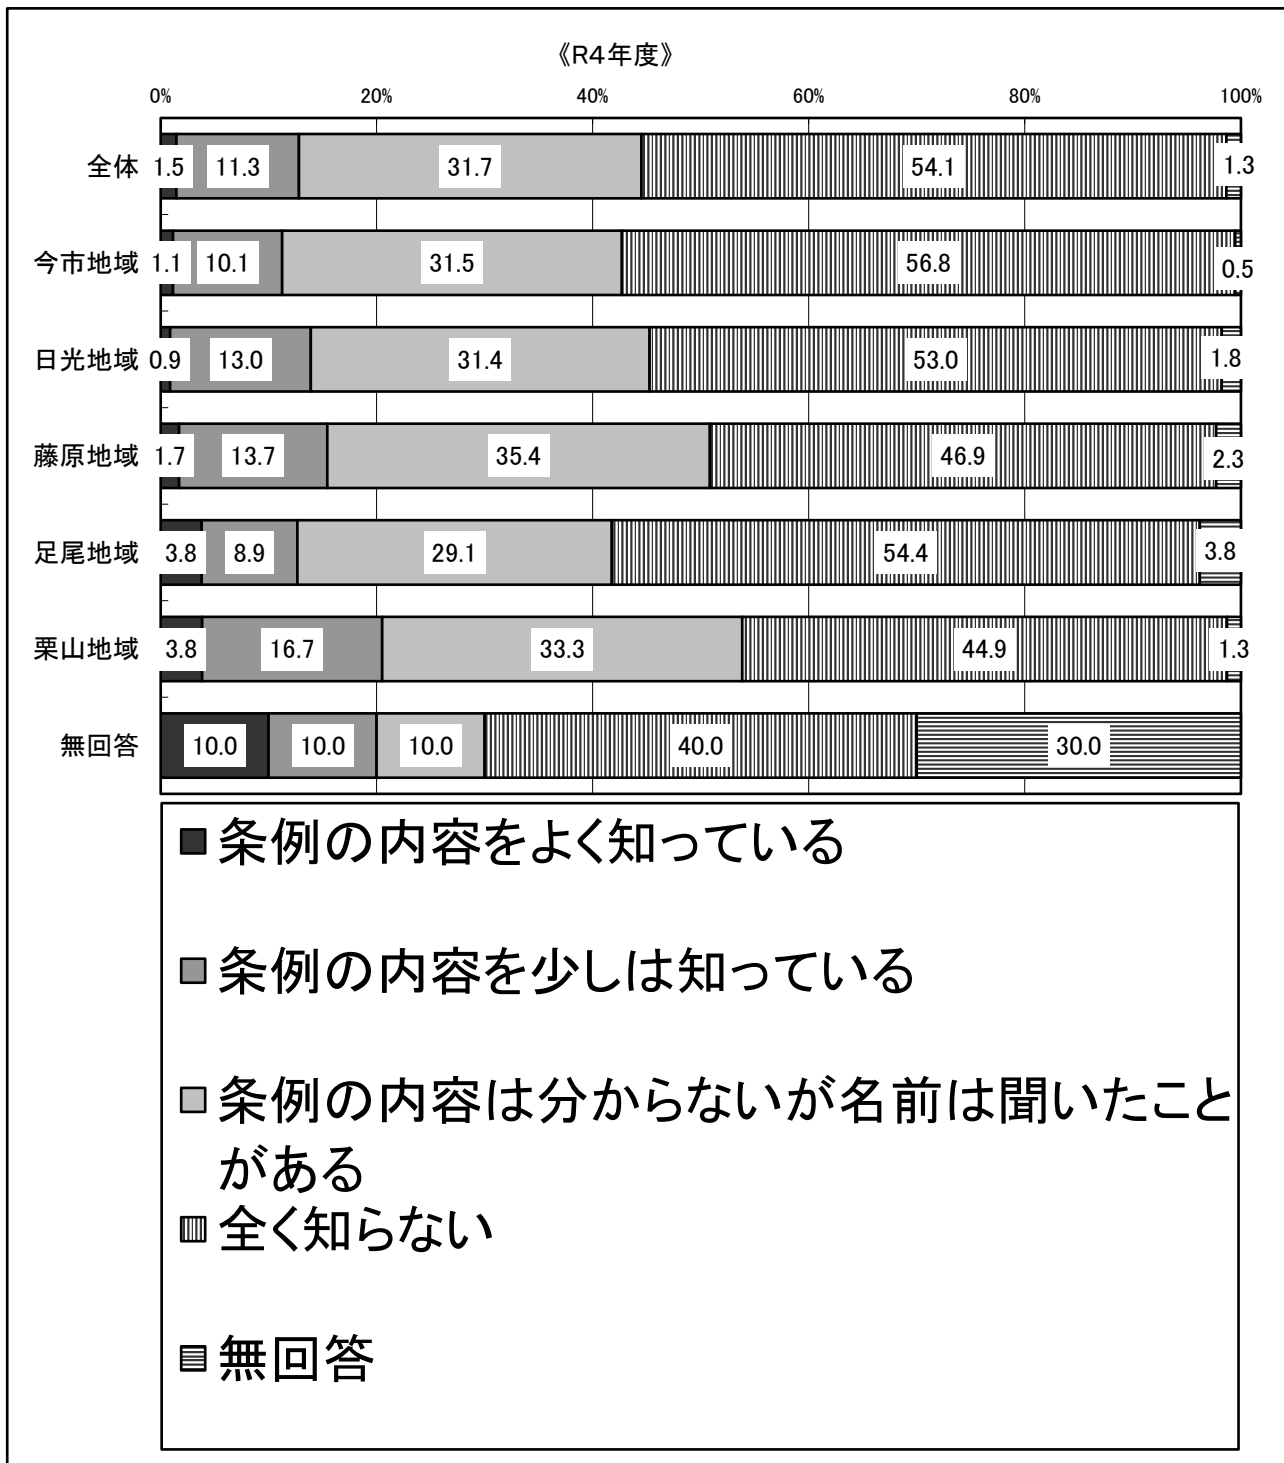 《R4年度》
0% 20% 40% 60% 80% 100%
全体 1.5 11.3 31.7 54.1 1.3
今市地域 1.1 10.1 31.5 56.8 0.5
日光地域 0.9 13.0 31.4 53.0 1.8
藤原地域 1.7 13.7 35.4 46.9 2.3
足尾地域 3.8 8.9 29.1 54.4 3.8
栗山地域 3.8 16.7 33.3 44.9 1.3
無回答 10.0 10.0 10.0 40.0 30.0
条例の内容をよく知っている
条例の内容を少しは知っている
条例の内容は分からないが名前は聞いたこと
がある
全く知らない
無回答